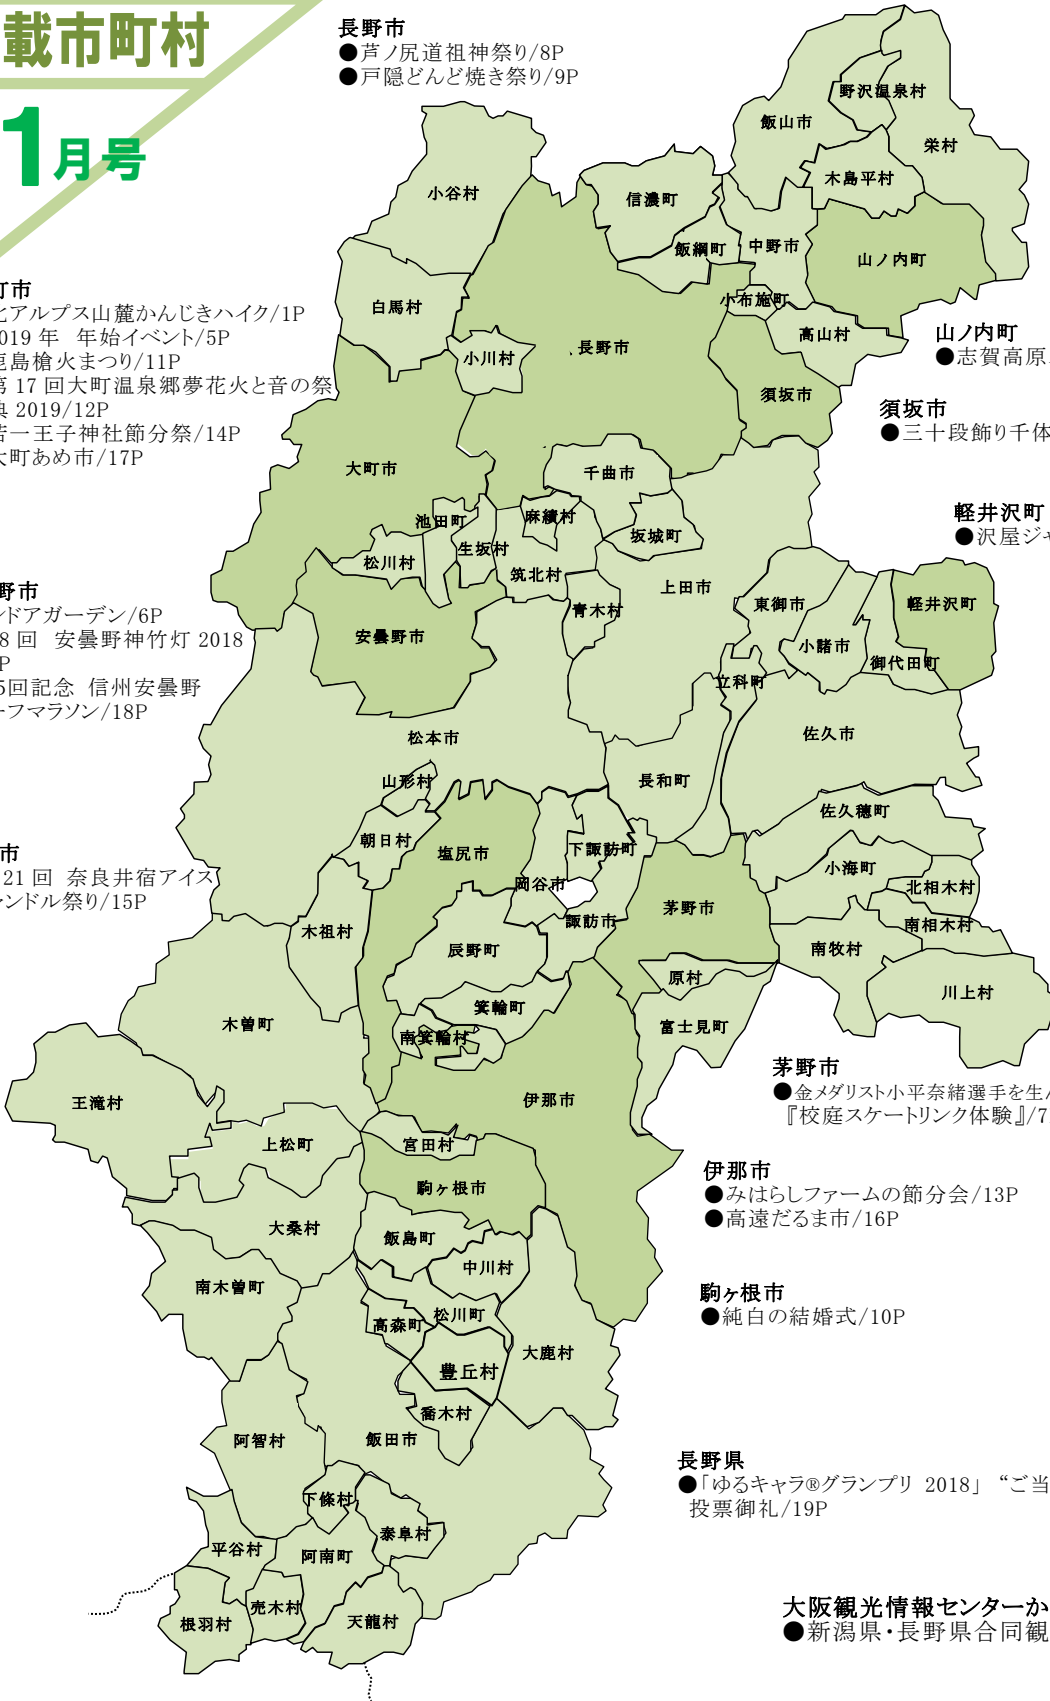 載市町村
1月号
長野市
●芦ノ尻道祖神祭り/8P
●戸隠どんど焼き祭り/9P
町市
北アルプス山麓かんじきハイク/1P
2019 年 年始イベント/5P
鹿島槍火まつり/11P
第 17 回大町温泉郷夢花火と音の祭
典 2019/12P
若一王子神社節分祭/14P
大町あめ市/17P
野市
ンドアガーデン/6P
8 回 安曇野神竹灯 2018
P
5回記念 信州安曇野
ーフマラソン/18P
市
21 回 奈良井宿アイス
ャンドル祭り/15P
山ノ内町
●志賀高原
須坂市
●三十段飾り千体
軽井沢町
●沢屋ジャ
茅野市
●金メダリスト小平奈緒選手を生ん
『校庭スケートリンク体験』/7
伊那市
●みはらしファームの節分会/13P
●高遠だるま市/16P
駒ヶ根市
●純白の結婚式/10P
長野県
●「ゆるキャラ®グランプリ 2018」 “ご当
投票御礼/19P
大阪観光情報センターか
●新潟県・長野県合同観
野沢温泉村
飯山市
栄村
木島平村
小谷村
信濃町
飯綱町
中野市
山ノ内町
白馬村
小布施町
高山村
小川村
長野市
須坂市
大町市
千曲市
池田町
麻績村
坂城町
生坂村
松川村
筑北村
上田市
青木村
東御市
軽井沢町
安曇野市
小諸市
御代田町
立科町
松本市
佐久市
山形村
長和町
佐久穂町
朝日村
塩尻市
下諏訪町
小海町
岡谷市
北相木村
茅野市
諏訪市
南相木村
木祖村
辰野町
南牧村
原村
川上村
箕輪町
木曽町
富士見町
南箕輪村
王滝村
伊那市
上松町
宮田村
駒ヶ根市
大桑村
飯島町
中川村
南木曽町
松川町
高森町
大鹿村
豊丘村
喬木村
阿智村
飯田市
下條村
泰阜村
平谷村
阿南町
売木村
根羽村
天龍村